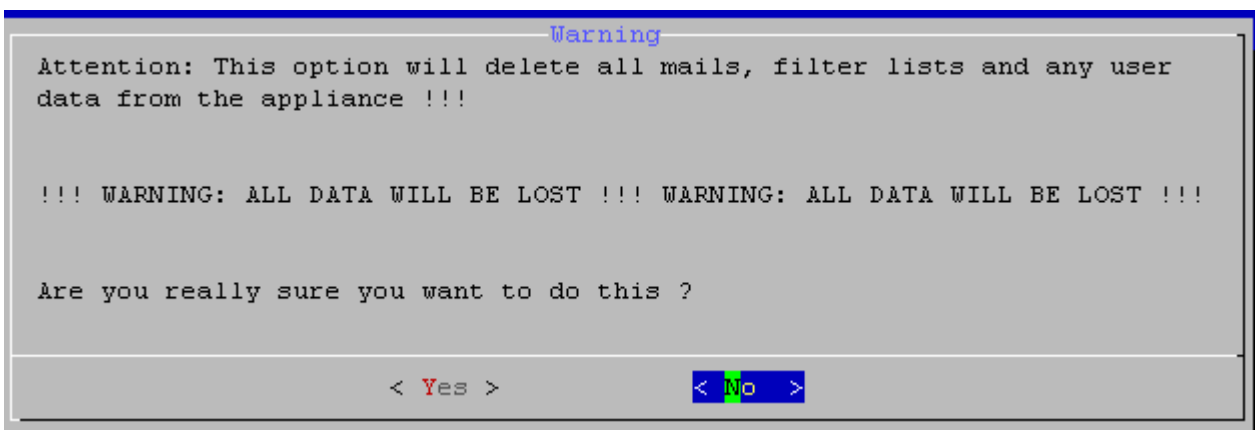 Warning
Attention: This option will delete all mails, filter lists and any user
data from the appliance !!!
!!! WARNING: ALL DATA WILL BE LOST !!! WARNING: ALL DATA WILL BE LOST !!!
Are you really sure you want to do this ?
< Yes > < No >